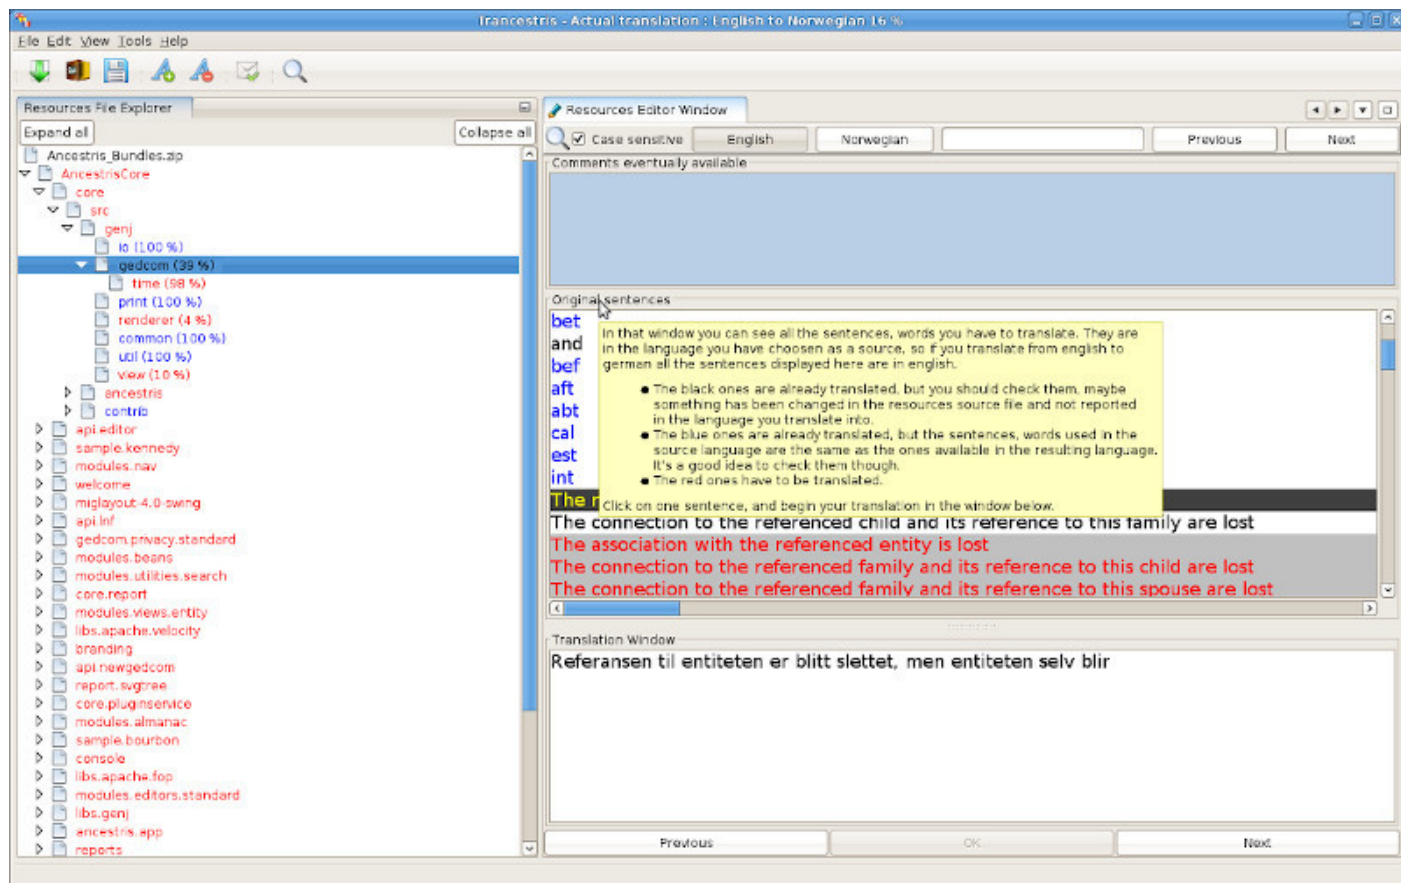 Trancestris - Actual translation : English to Norwegian 16 %
File Edit View Tools Help
Resources File Explorer
Expand all Collapse all
Ancestris_Bundles.zip
AncestrisCore
core
src
genj
io (100 %)
gedcom (39 %)
time (98 %)
print (100 %)
renderer (4 %)
common (100 %)
util (100 %)
view (10 %)
ancestris
contrib
api.editor
sample.kennedy
modules.nav
welcome
miglayout-4.0-swing
api.lnf
gedcom.privacy.standard
modules.beans
modules.utilities.search
core.report
modules.views.entity
libs.apache.velocity
branding
api.newgedcom
report.svgtree
core.pluginservice
modules.almanac
sample.bourbon
console
libs.apache.fop
modules.editors.standard
libs.genj
ancestris.app
reports
Resources Editor Window
Case sensitive English Norwegian Previous Next
Comments eventually available
Original sentences
bet
and
bef
aft
abt
cal
est
int
In that window you can see all the sentences, words you have to translate. They are
in the language you have choosen as a source, so if you translate from english to
german all the sentences displayed here are in english.
The black ones are already translated, but you should check them, maybe
something has been changed in the resources source file and not reported
in the language you translate into.
The blue ones are already translated, but the sentences, words used in the
source language are the same as the ones available in the resulting language.
It's a good idea to check them though.
The red ones have to be translated.
Click on one sentence, and begin your translation in the window below.
The
The connection to the referenced child and its reference to this family are lost
The association with the referenced entity is lost
The connection to the referenced family and its reference to this child are lost
The connection to the referenced family and its reference to this spouse are lost
Translation Window
Referansen til entiteten er blitt slettet, men entiteten selv blir
Previous OK Next